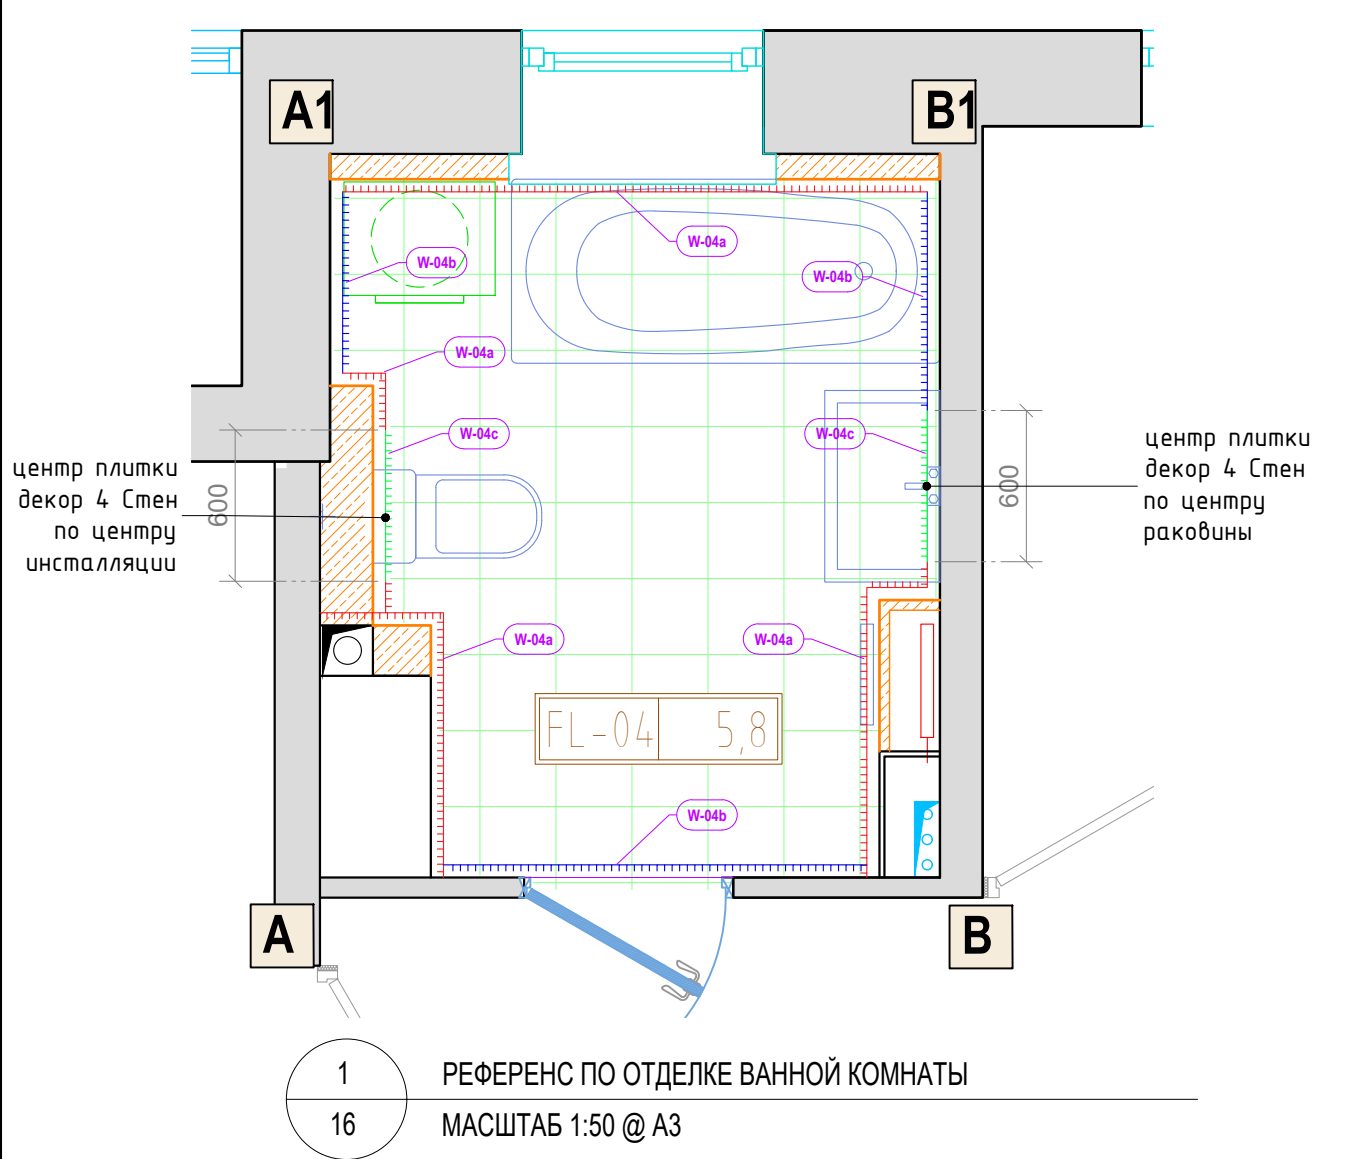 A1
B1
W-04a
W-04b
W-04b
W-04a
W-04c
W-04c
центр плитки
декор 4 Стен
по центру
инсталляции
600
600
центр плитки
декор 4 Стен
по центру
раковины
W-04a
W-04a
FL-04 5,8
W-04b
A
B
1
РЕФЕРЕНС ПО ОТДЕЛКЕ ВАННОЙ КОМНАТЫ
16
МАСШТАБ 1:50 @ А3